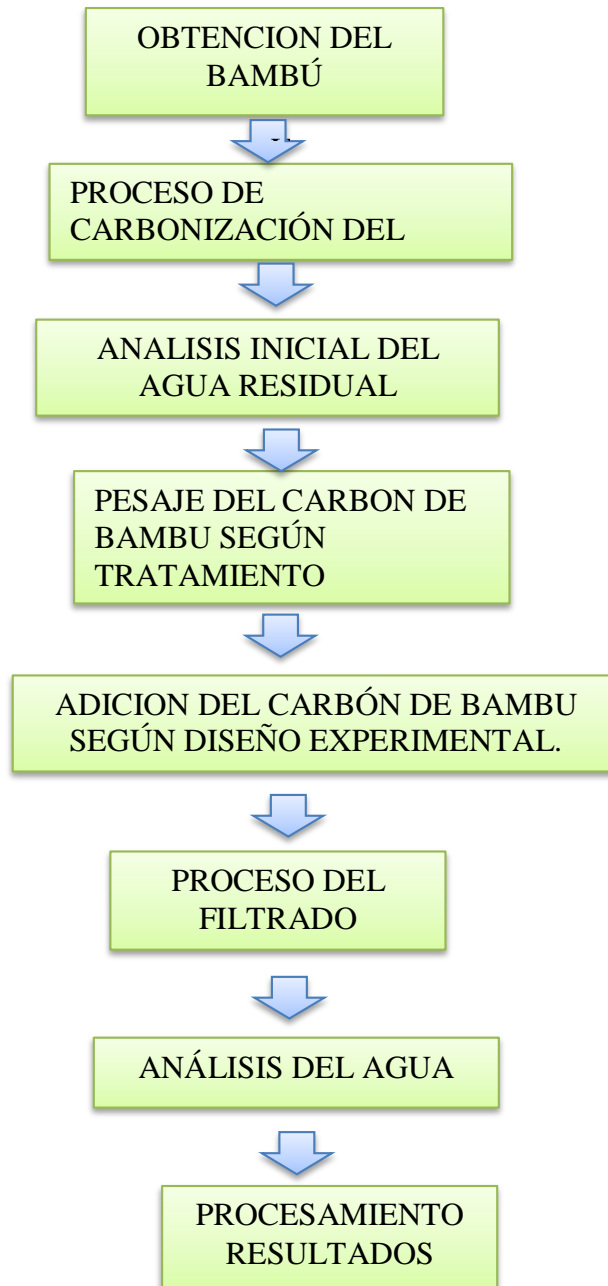 OBTENCION DEL
BAMBÚ
PROCESO DE
CARBONIZACIÓN DEL
ANALISIS INICIAL DEL
AGUA RESIDUAL
PESAJE DEL CARBON DE
BAMBU SEGÚN
TRATAMIENTO
ADICION DEL CARBÓN DE BAMBU
SEGÚN DISEÑO EXPERIMENTAL.
PROCESO DEL
FILTRADO
ANÁLISIS DEL AGUA
PROCESAMIENTO
RESULTADOS